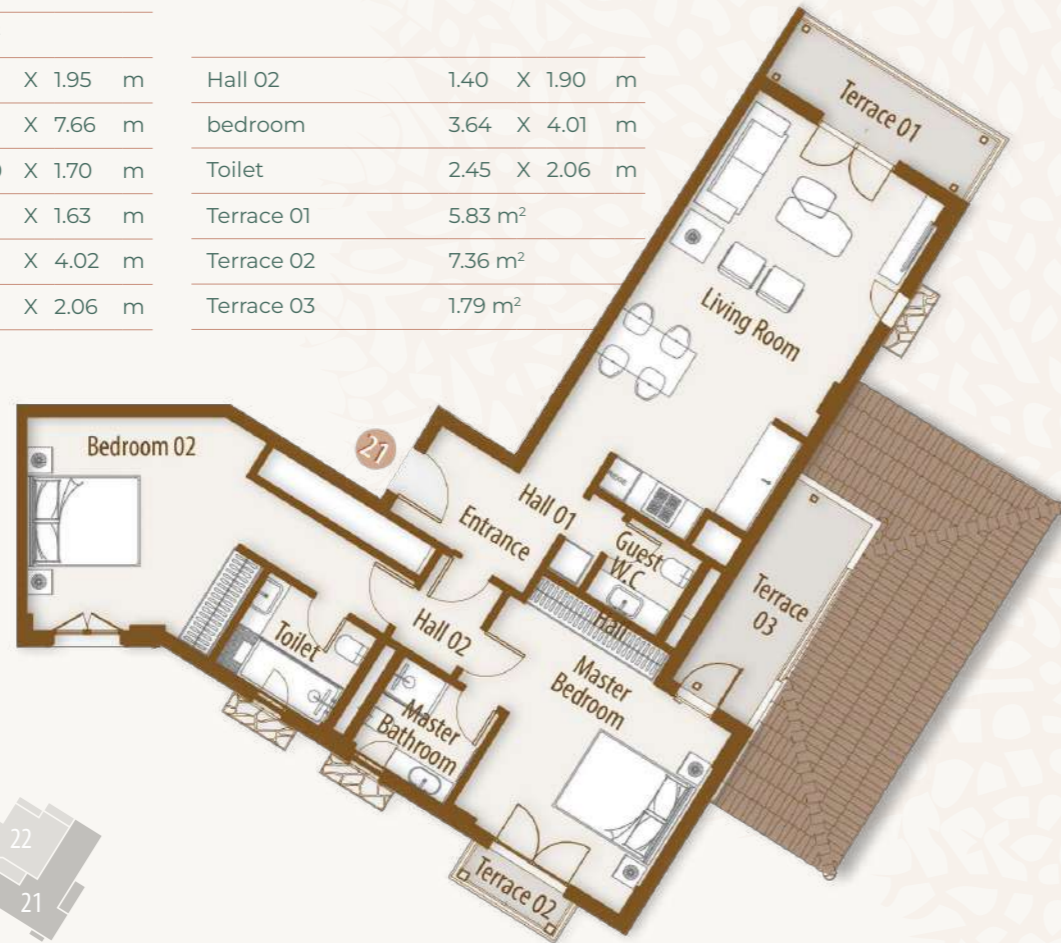 X 1.95 m
X 7.66 m
X 1.70 m
X 1.63 m
X 4.02 m
X 2.06 m
Hall 02 1.40 X 1.90 m
bedroom 3.64 X 4.01 m
Toilet 2.45 X 2.06 m
Terrace 01 5.83 m²
Terrace 02 7.36 m²
Terrace 03 1.79 m²
Terrace 01
Living Room
Bedroom 02
21
Entrance
Hall 01
Guest
W.C
Hall
Terrace
03
Hall 02
Toilet
Master
Bedroom
Master
Bathroom
Terrace 02
22
21